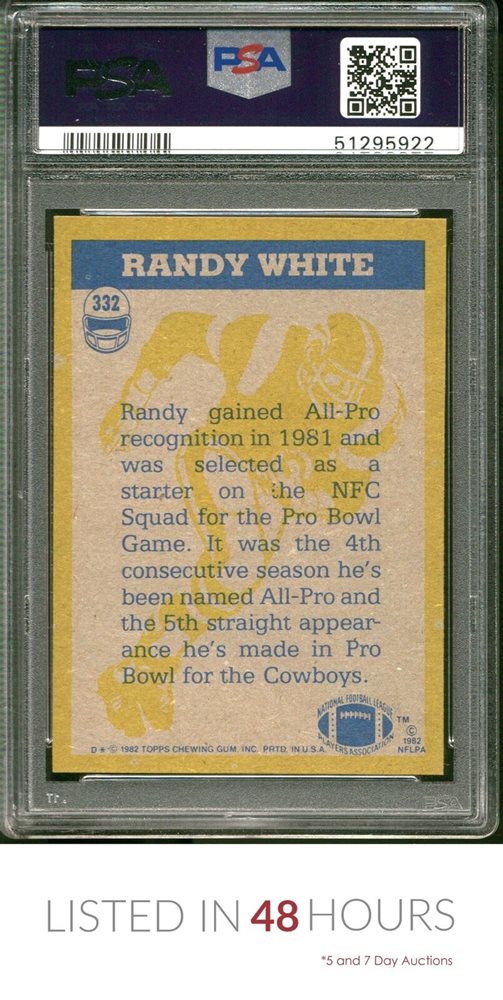 PSA
PSA
51295922
RANDY WHITE
332
Randy gained All-Pro
recognition in 1981 and
was selected as a
starter on the NFC
Squad for the Pro Bowl
Game. It was the 4th
consecutive season he's
been named All-Pro and
the 5th straight appear-
ance he's made in Pro
Bowl for the Cowboys.
NATIONAL FOOTBALL LEAGUE
PLAYERS ASSOCIATION
TM
©
1982
NFLPA
D * © 1982 TOPPS CHEWING GUM, INC. PRTD. IN U.S.A.
PSA
LISTED IN 48 HOURS
*5 and 7 Day Auctions